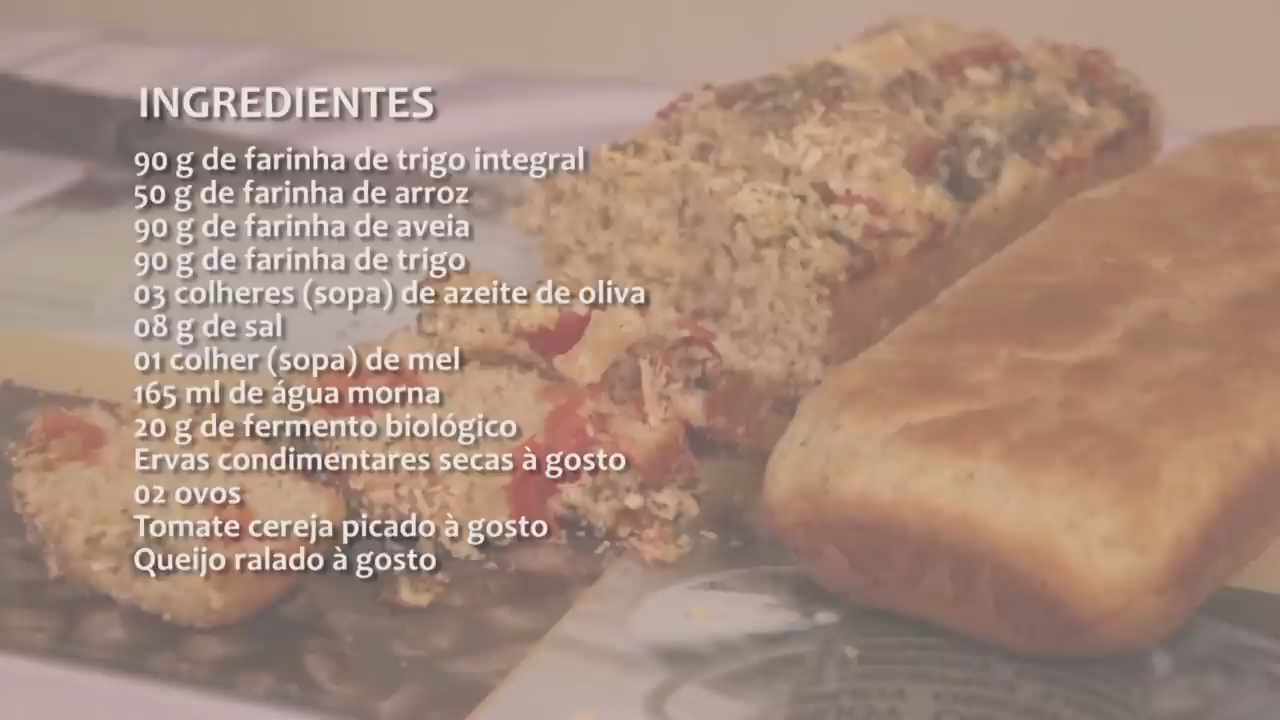 INGREDIENTES
90 g de farinha de trigo integral
50 g de farinha de arroz
90 g de farinha de aveia
90 g de farinha de trigo
03 colheres (sopa) de azeite de oliva
08 g de sal
01 colher (sopa) de mel
165 ml de água morna
20 g de fermento biológico
Ervas condimentares secas à gosto
02 ovos
Tomate cereja picado à gosto
Queijo ralado à gosto